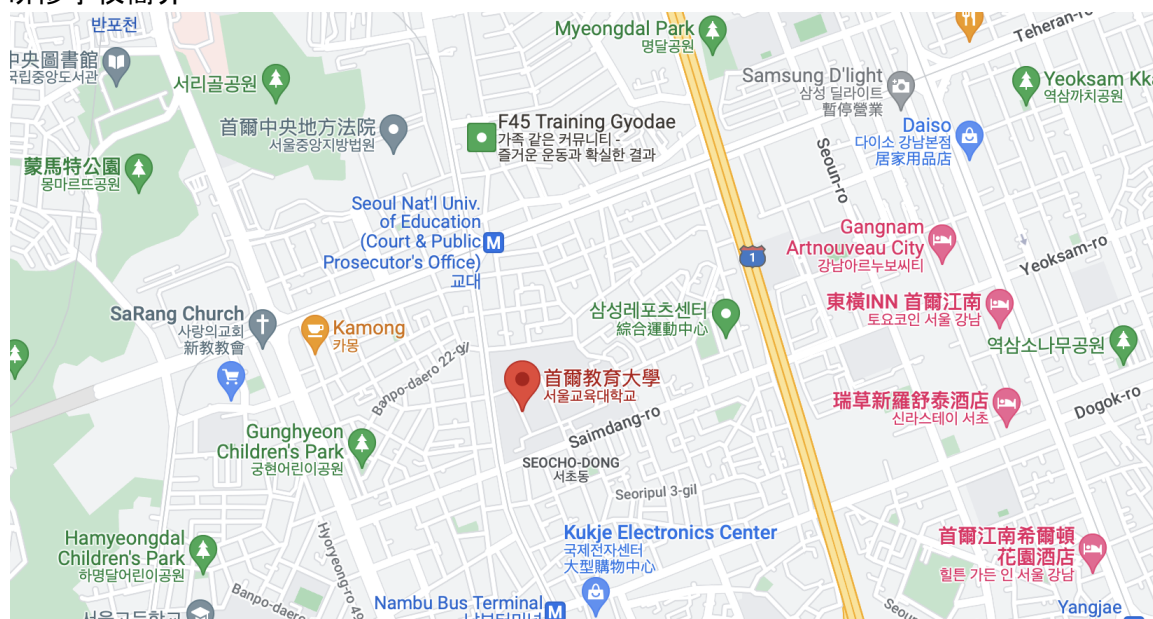 반포천
Myeongdal Park
명달공원
Teheran-ro
中央圖書館
국립중앙도서관
서리골공원
Samsung D'light
삼성 딜라이트
暫停營業
Yeoksam Kka
역삼까치공원
首爾中央地方法院
서울중앙지방법원
F45 Training Gyodae
가족 같은 커뮤니티 -
즐거운 운동과 확실한 결과
Daiso
다이소 강남본점
居家用品店
蒙馬特公園
몽마르뜨공원
Seoun-ro
Seoul Nat'l Univ.
of Education
(Court & Public
Prosecutor's Office)
교대
M
1
Gangnam
Artnouveau City
강남아르누보씨티
Yeoksam-ro
SaRang Church
사랑의교회
新教教會
Kamong
카몽
삼성레포츠센터
綜合運動中心
東橫INN 首爾江南
토요코인 서울 강남
역삼소나무공원
Banpo-daero 22-gil
首爾教育大學
서울교육대학교
Saimdang-ro
瑞草新羅舒泰酒店
신라스테이 서초
Dogok-ro
Gunghyeon
Children's Park
궁현어린이공원
SEOCHO-DONG
서초동
Seoripul 3-gil
Hamyeongdal
Children's Park
하명달어린이공원
Hyoryeong-ro 49
Kukje Electronics Center
국제전자센터
大型購物中心
首爾江南希爾頓
花園酒店
힐튼 가든 인 서울 강남
Banpo-daero
Nambu Bus Terminal
M
Yangjae